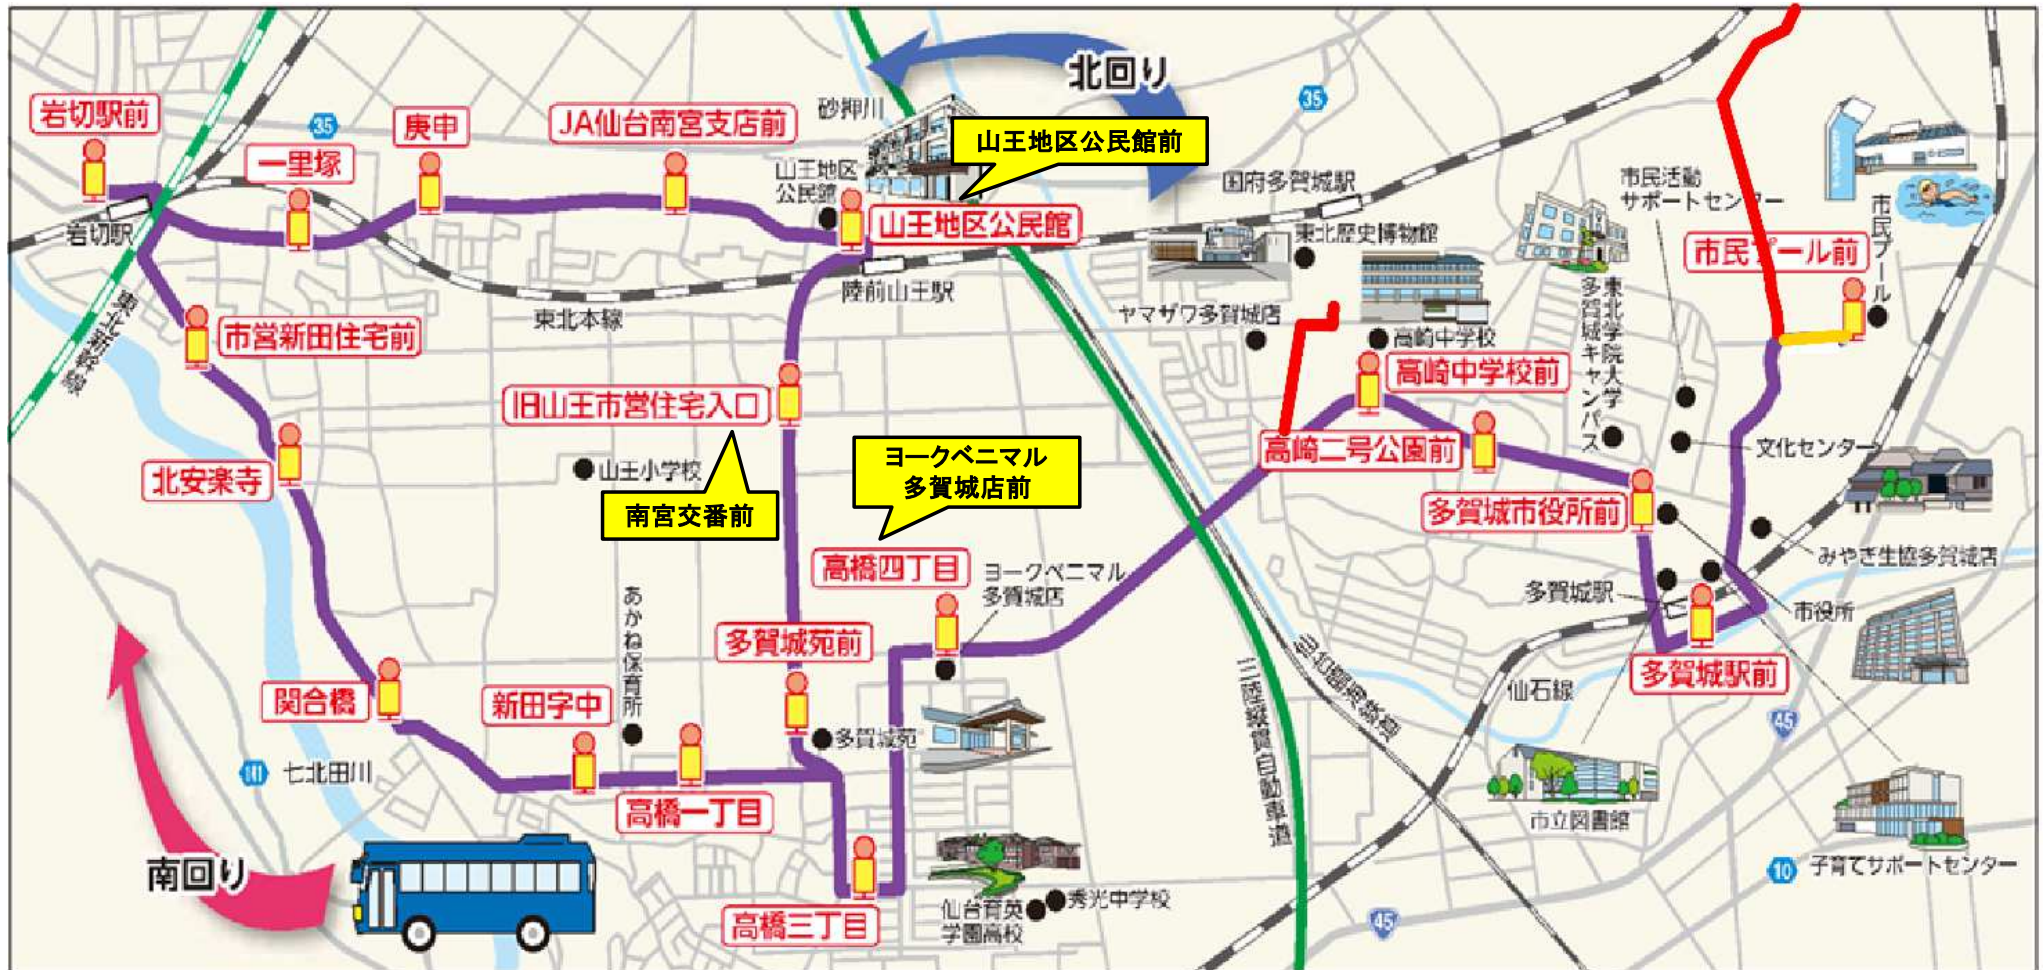 北回り
岩切駅前
35
庚申
JA仙台南宮支店前
砂押川
35
山王地区公民館前
一里塚
山王地区
公民館
国府多賀城駅
市民活動
サポートセンター
市民プール
岩切駅
山王地区公民館
東北歴史博物館
市民プール前
陸前山王駅
東北本線
東北新幹線
市営新田住宅前
ヤマザワ多賀城店
高崎中学校
東北学院大学
多賀城キャンパス
高崎中学校前
旧山王市営住宅入口
高崎二号公園前
文化センター
ヨークベニマル
多賀城店前
北安楽寺
山王小学校
南宮交番前
多賀城市役所前
みやぎ生協多賀城店
高橋四丁目
ヨークベニマル
多賀城店
多賀城駅
市役所
あかね保育所
多賀城苑前
仙台臨海鉄道
三陸縦貫自動車道
多賀城駅前
仙石線
関合橋
新田字中
45
多賀城苑
141
七北田川
高橋一丁目
市立図書館
南回り
10
子育てサポートセンター
高橋三丁目
仙台育英
学園高校
秀光中学校
45